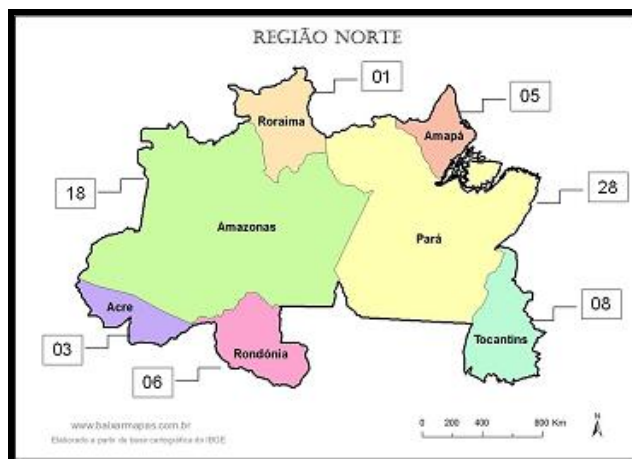 REGIÃO NORTE
01
05
Roraima
Amapá
18
28
Amazonas
Pará
Acre
08
03
Tocantins
Rondônia
06
www.baixarmapas.com.br
Elaborado a partir de base cartográfica do IBGE
0 200 400 800 Km
N